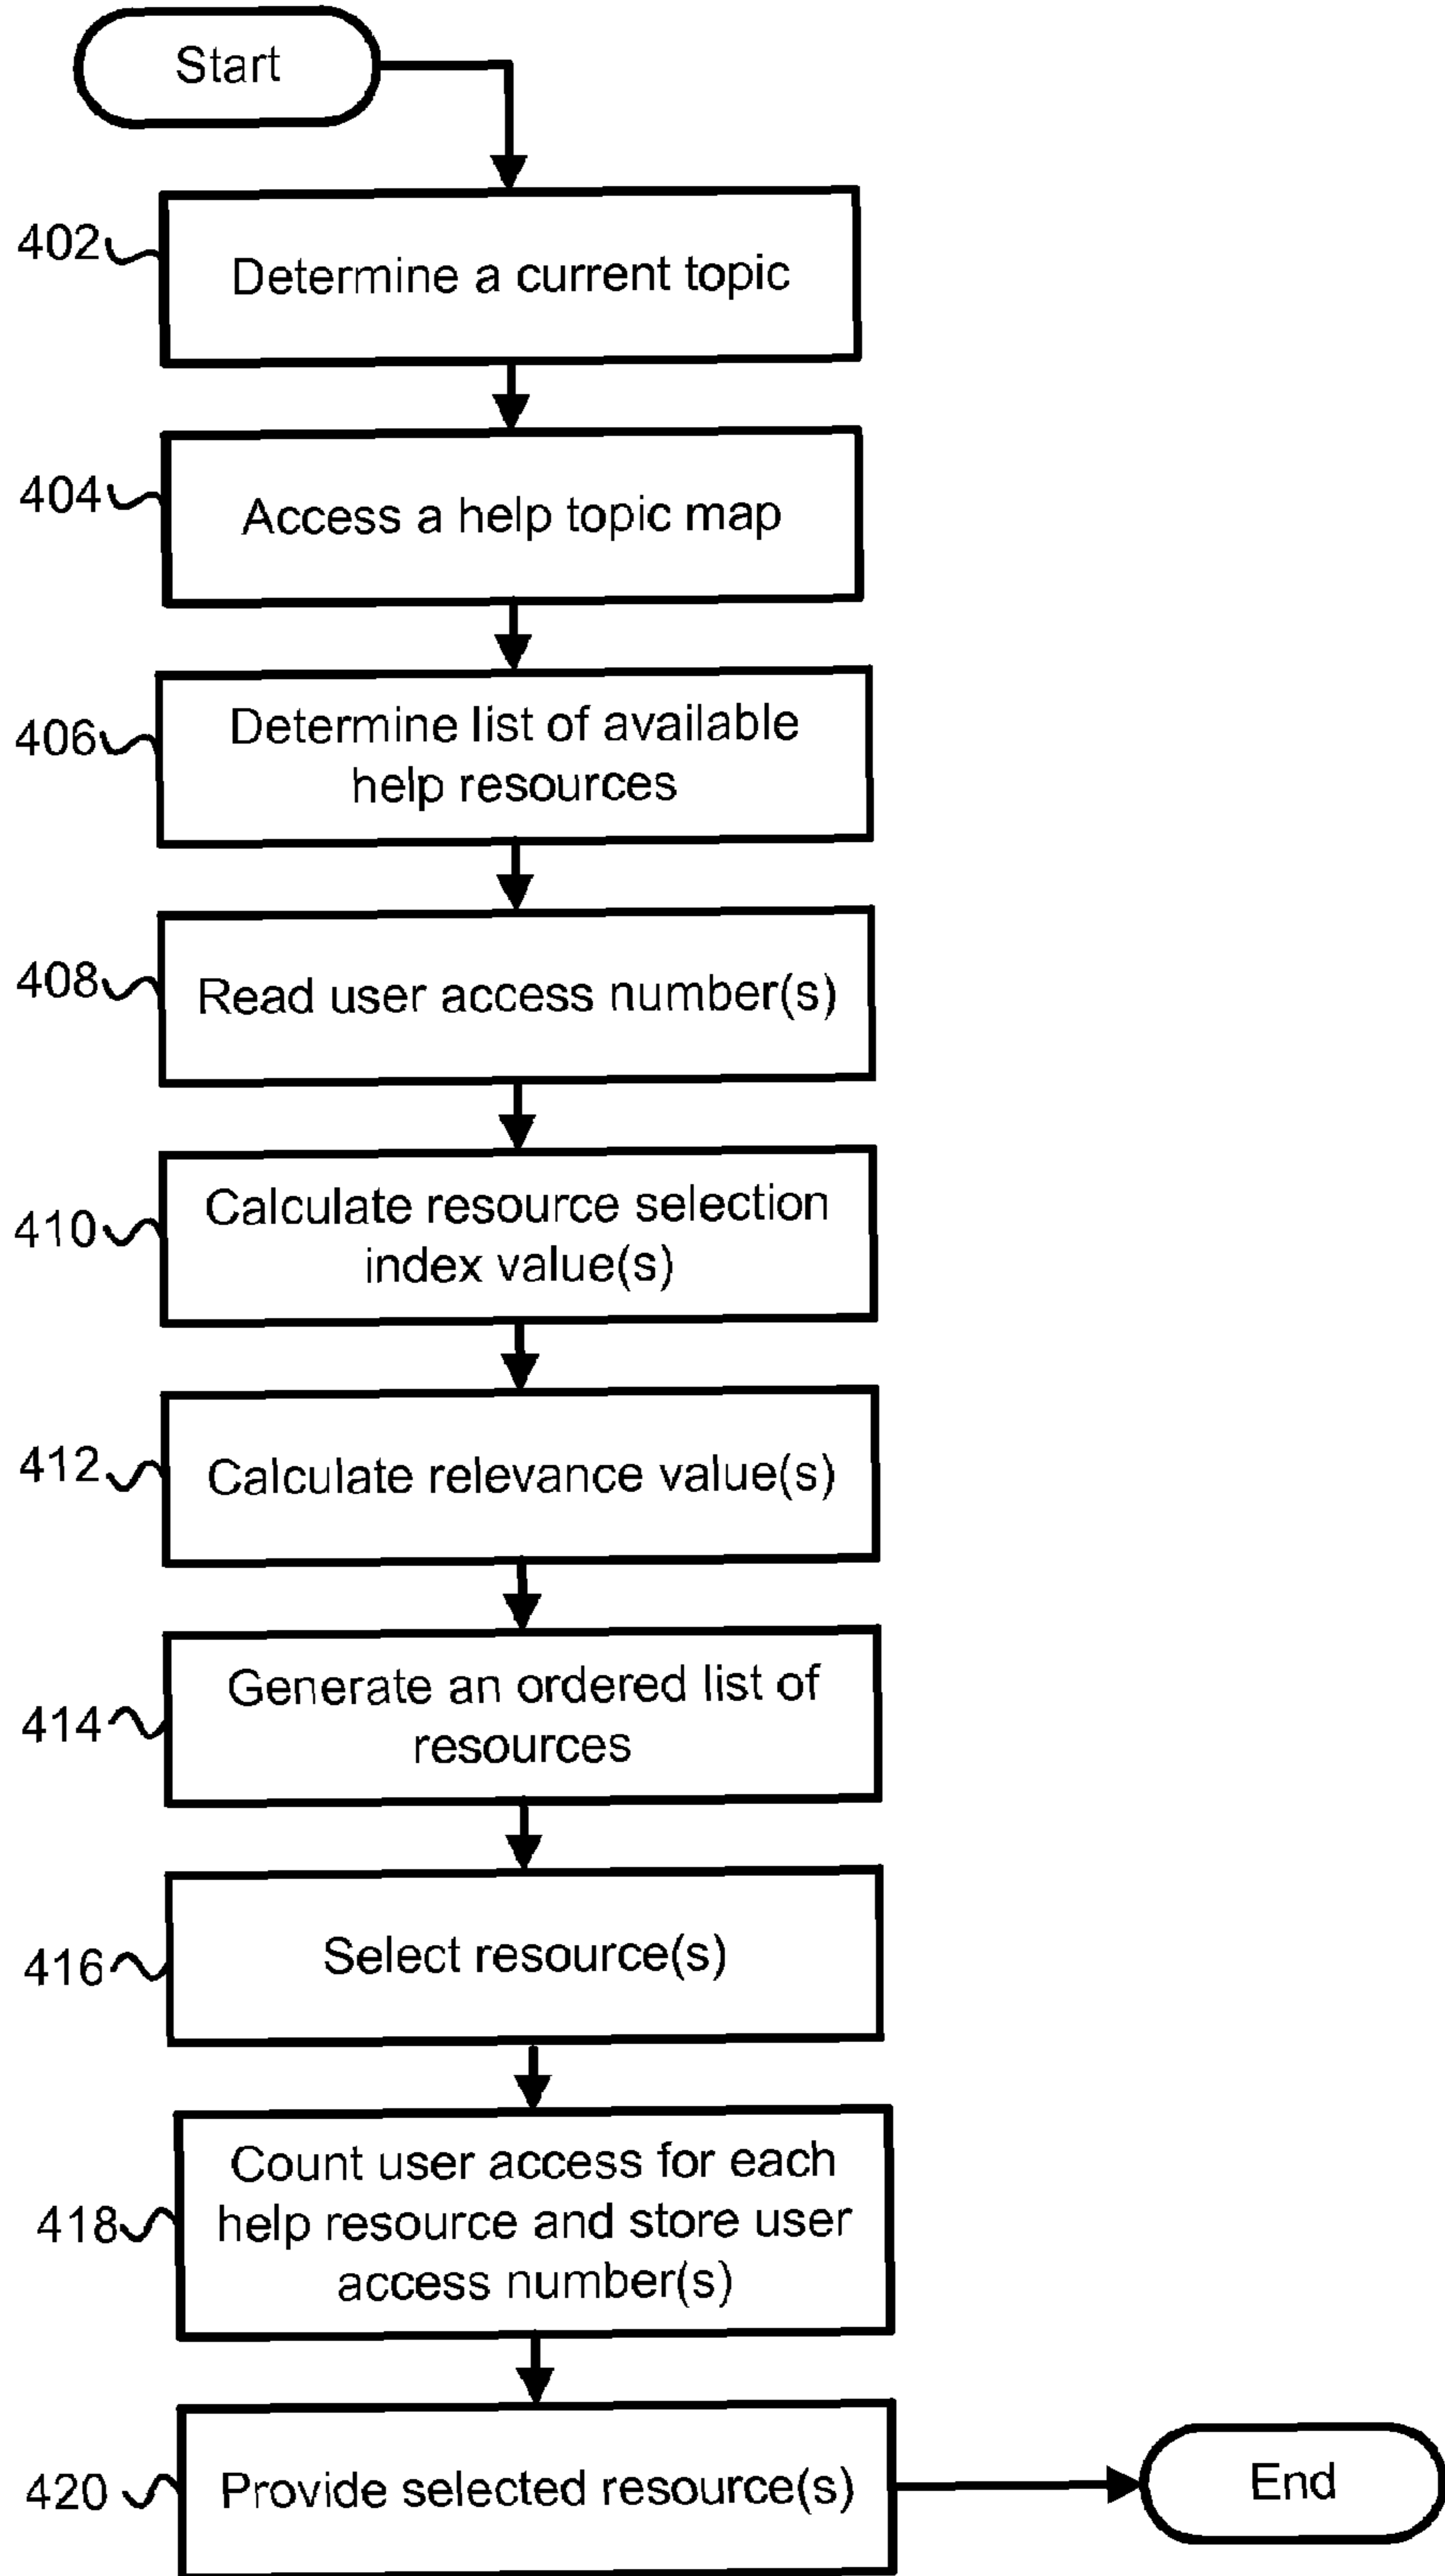 Start
402
Determine a current topic
404
Access a help topic map
406
Determine list of available
help resources
408
Read user access number(s)
410
Calculate resource selection
index value(s)
412
Calculate relevance value(s)
414
Generate an ordered list of
resources
416
Select resource(s)
418
Count user access for each
help resource and store user
access number(s)
420
Provide selected resource(s)
End